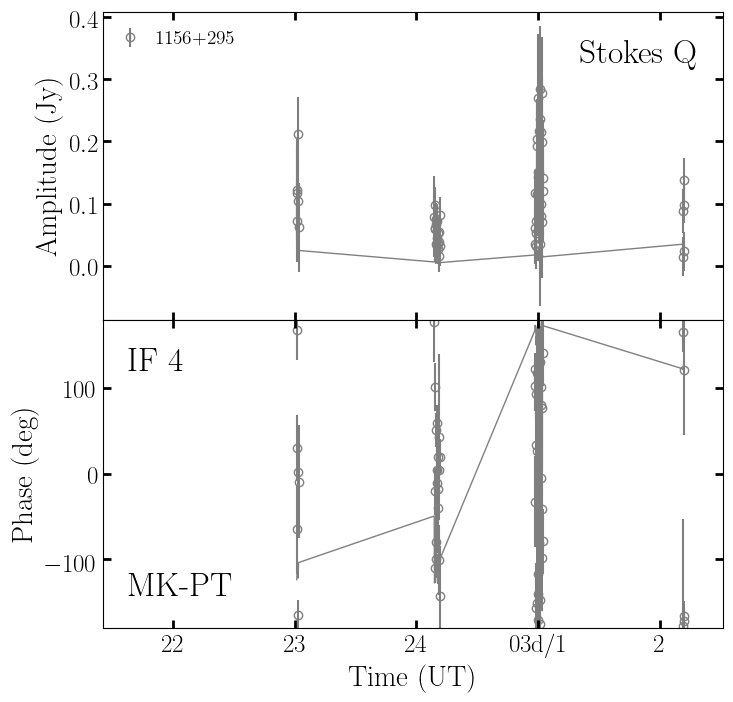 0.4
1156+295
Stokes Q
0.3
0.2
0.1
0.0
Amplitude (Jy)
IF 4
100
0
−100
Phase (deg)
MK-PT
22
23
24
03d/1
2
Time (UT)